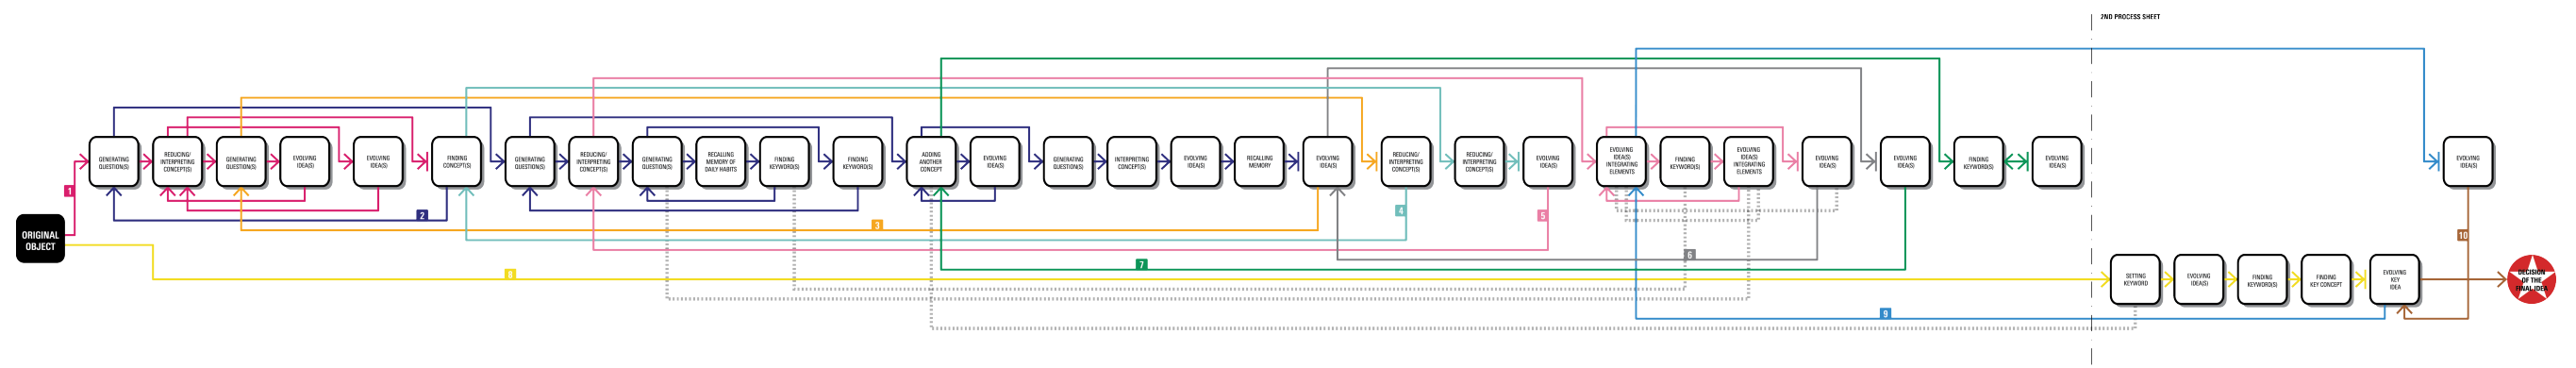 2ND PROCESS SHEET
GENERATING
QUESTION(S)
REDUCING/
INTERPRETING
CONCEPT(S)
GENERATING
QUESTION(S)
EVOLVING
IDEA(S)
EVOLVING
IDEA(S)
FINDING
CONCEPT(S)
GENERATING
QUESTION(S)
REDUCING/
INTERPRETING
CONCEPT(S)
GENERATING
QUESTION(S)
RECALLING
MEMORY OF
DAILY HABITS
FINDING
KEYWORD(S)
FINDING
KEYWORD(S)
ADDING
ANOTHER
CONCEPT
EVOLVING
IDEA(S)
GENERATING
QUESTION(S)
INTERPRETING
CONCEPT(S)
EVOLVING
IDEA(S)
RECALLING
MEMORY
EVOLVING
IDEA(S)
REDUCING/
INTERPRETING
CONCEPT(S)
REDUCING/
INTERPRETING
CONCEPT(S)
EVOLVING
IDEA(S)
EVOLVING
IDEA(S)
INTEGRATING
ELEMENTS
FINDING
KEYWORD(S)
EVOLVING
IDEA(S)
INTEGRATING
ELEMENTS
EVOLVING
IDEA(S)
EVOLVING
IDEA(S)
FINDING
KEYWORD(S)
EVOLVING
IDEA(S)
EVOLVING
IDEA(S)
1
2
3
4
5
6
7
8
9
10
ORIGINAL
OBJECT
SETTING
KEYWORD
EVOLVING
IDEA(S)
FINDING
KEYWORD(S)
FINDING
KEY CONCEPT
EVOLVING
KEY
IDEA
DECISION
OF THE
FINAL IDEA